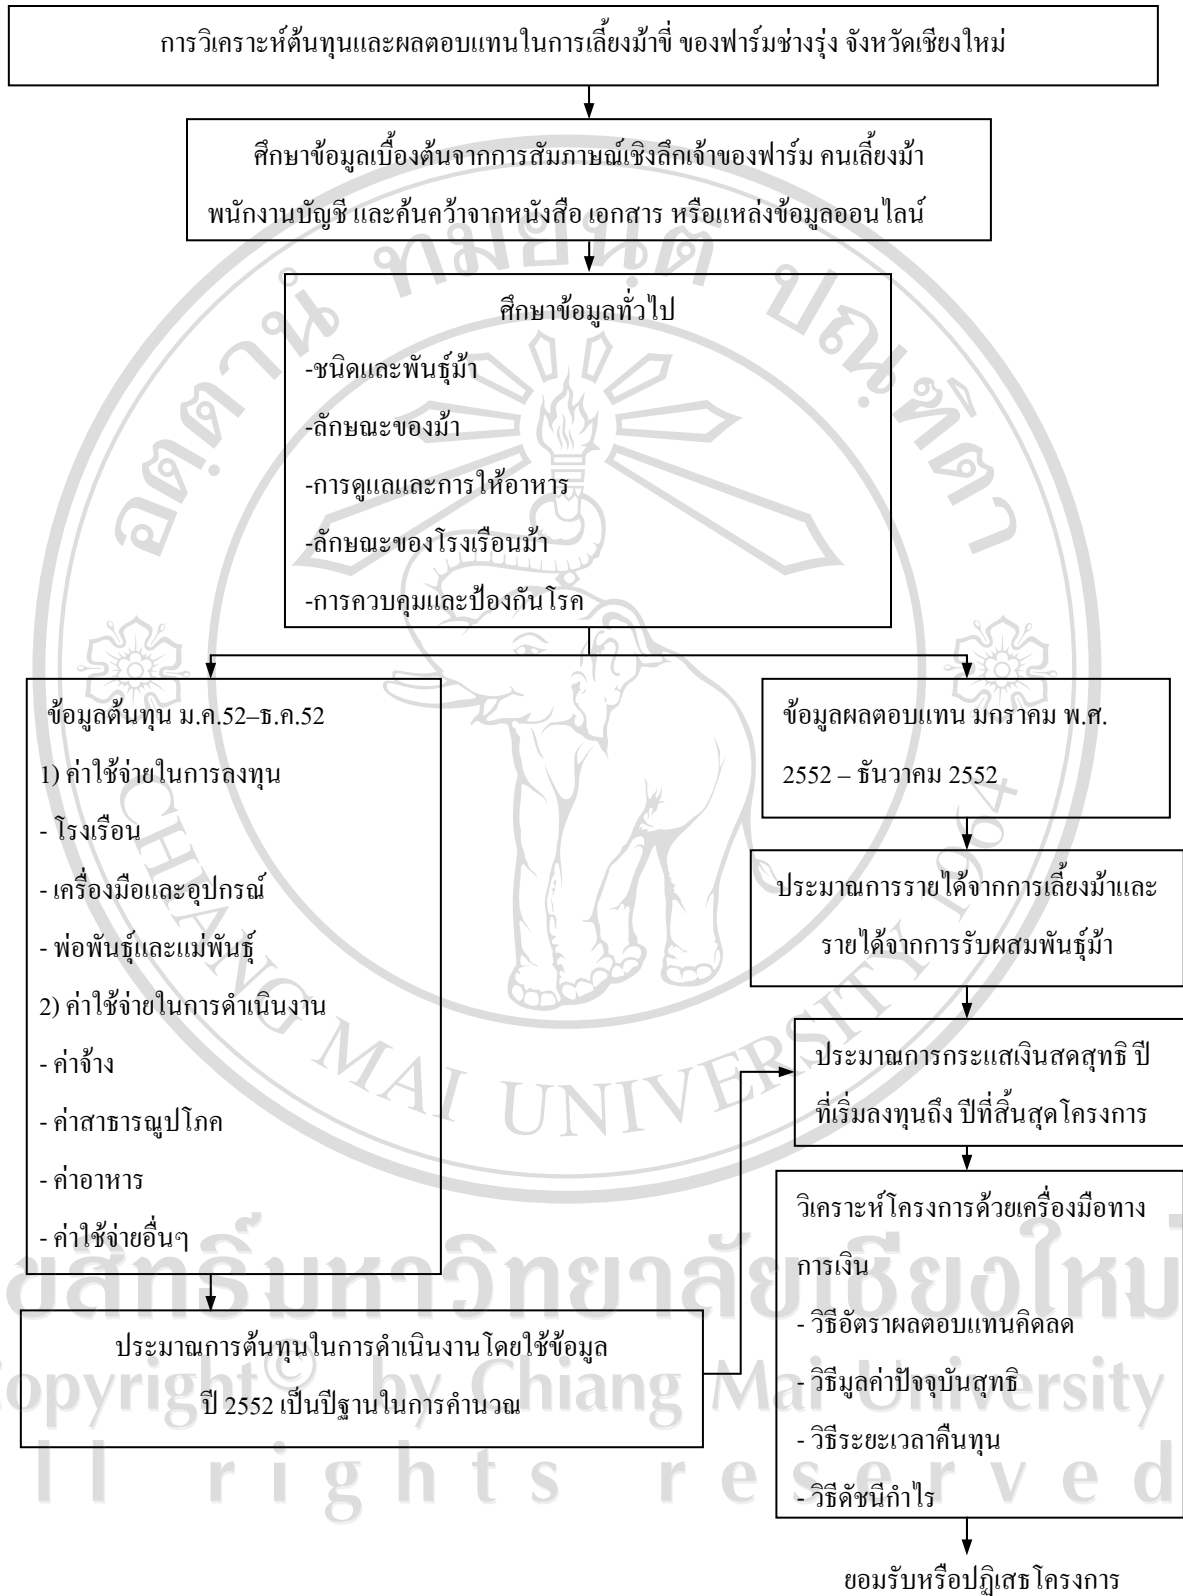 การวิเคราะห์ต้นทุนและผลตอบแทนในการเลี้ยงม้าขี่ ของฟาร์มช่างรุ่ง จังหวัดเชียงใหม่
ศึกษาข้อมูลเบื้องต้นจากการสัมภาษณ์เชิงลึกเจ้าของฟาร์ม คนเลี้ยงม้า
พนักงานบัญชี และค้นคว้าจากหนังสือ เอกสาร หรือแหล่งข้อมูลออนไลน์
ศึกษาข้อมูลทั่วไป
-ชนิดและพันธุ์ม้า
-ลักษณะของม้า
-การดูแลและการให้อาหาร
-ลักษณะของโรงเรือนม้า
-การควบคุมและป้องกันโรค
ข้อมูลต้นทุน ม.ค.52–ธ.ค.52
1) ค่าใช้จ่ายในการลงทุน
- โรงเรือน
- เครื่องมือและอุปกรณ์
- พ่อพันธุ์และแม่พันธุ์
2) ค่าใช้จ่ายในการดำเนินงาน
- ค่าจ้าง
- ค่าสาธารณูปโภค
- ค่าอาหาร
- ค่าใช้จ่ายอื่นๆ
ประมาณการต้นทุนในการดำเนินงานโดยใช้ข้อมูล
ปี 2552 เป็นปีฐานในการคำนวณ
ข้อมูลผลตอบแทน มกราคม พ.ศ.
2552 – ธันวาคม 2552
ประมาณการรายได้จากการเลี้ยงม้าและ
รายได้จากการรับผสมพันธุ์ม้า
ประมาณการกระแสเงินสดสุทธิ ปี
ที่เริ่มลงทุนถึง ปีที่สิ้นสุดโครงการ
วิเคราะห์โครงการด้วยเครื่องมือทาง
การเงิน
- วิธีอัตราผลตอบแทนคิดลด
- วิธีมูลค่าปัจจุบันสุทธิ
- วิธีระยะเวลาคืนทุน
- วิธีดัชนีกำไร
ยอมรับหรือปฏิเสธโครงการ
อตฺตานํ ทมยนฺติ ปณฺฑิตา
CHIANG MAI UNIVERSITY 1964
สิทธิ์มหาวิทยาลัยเชียงใหม่
opyright© by Chiang Mai University
ll rights reserved